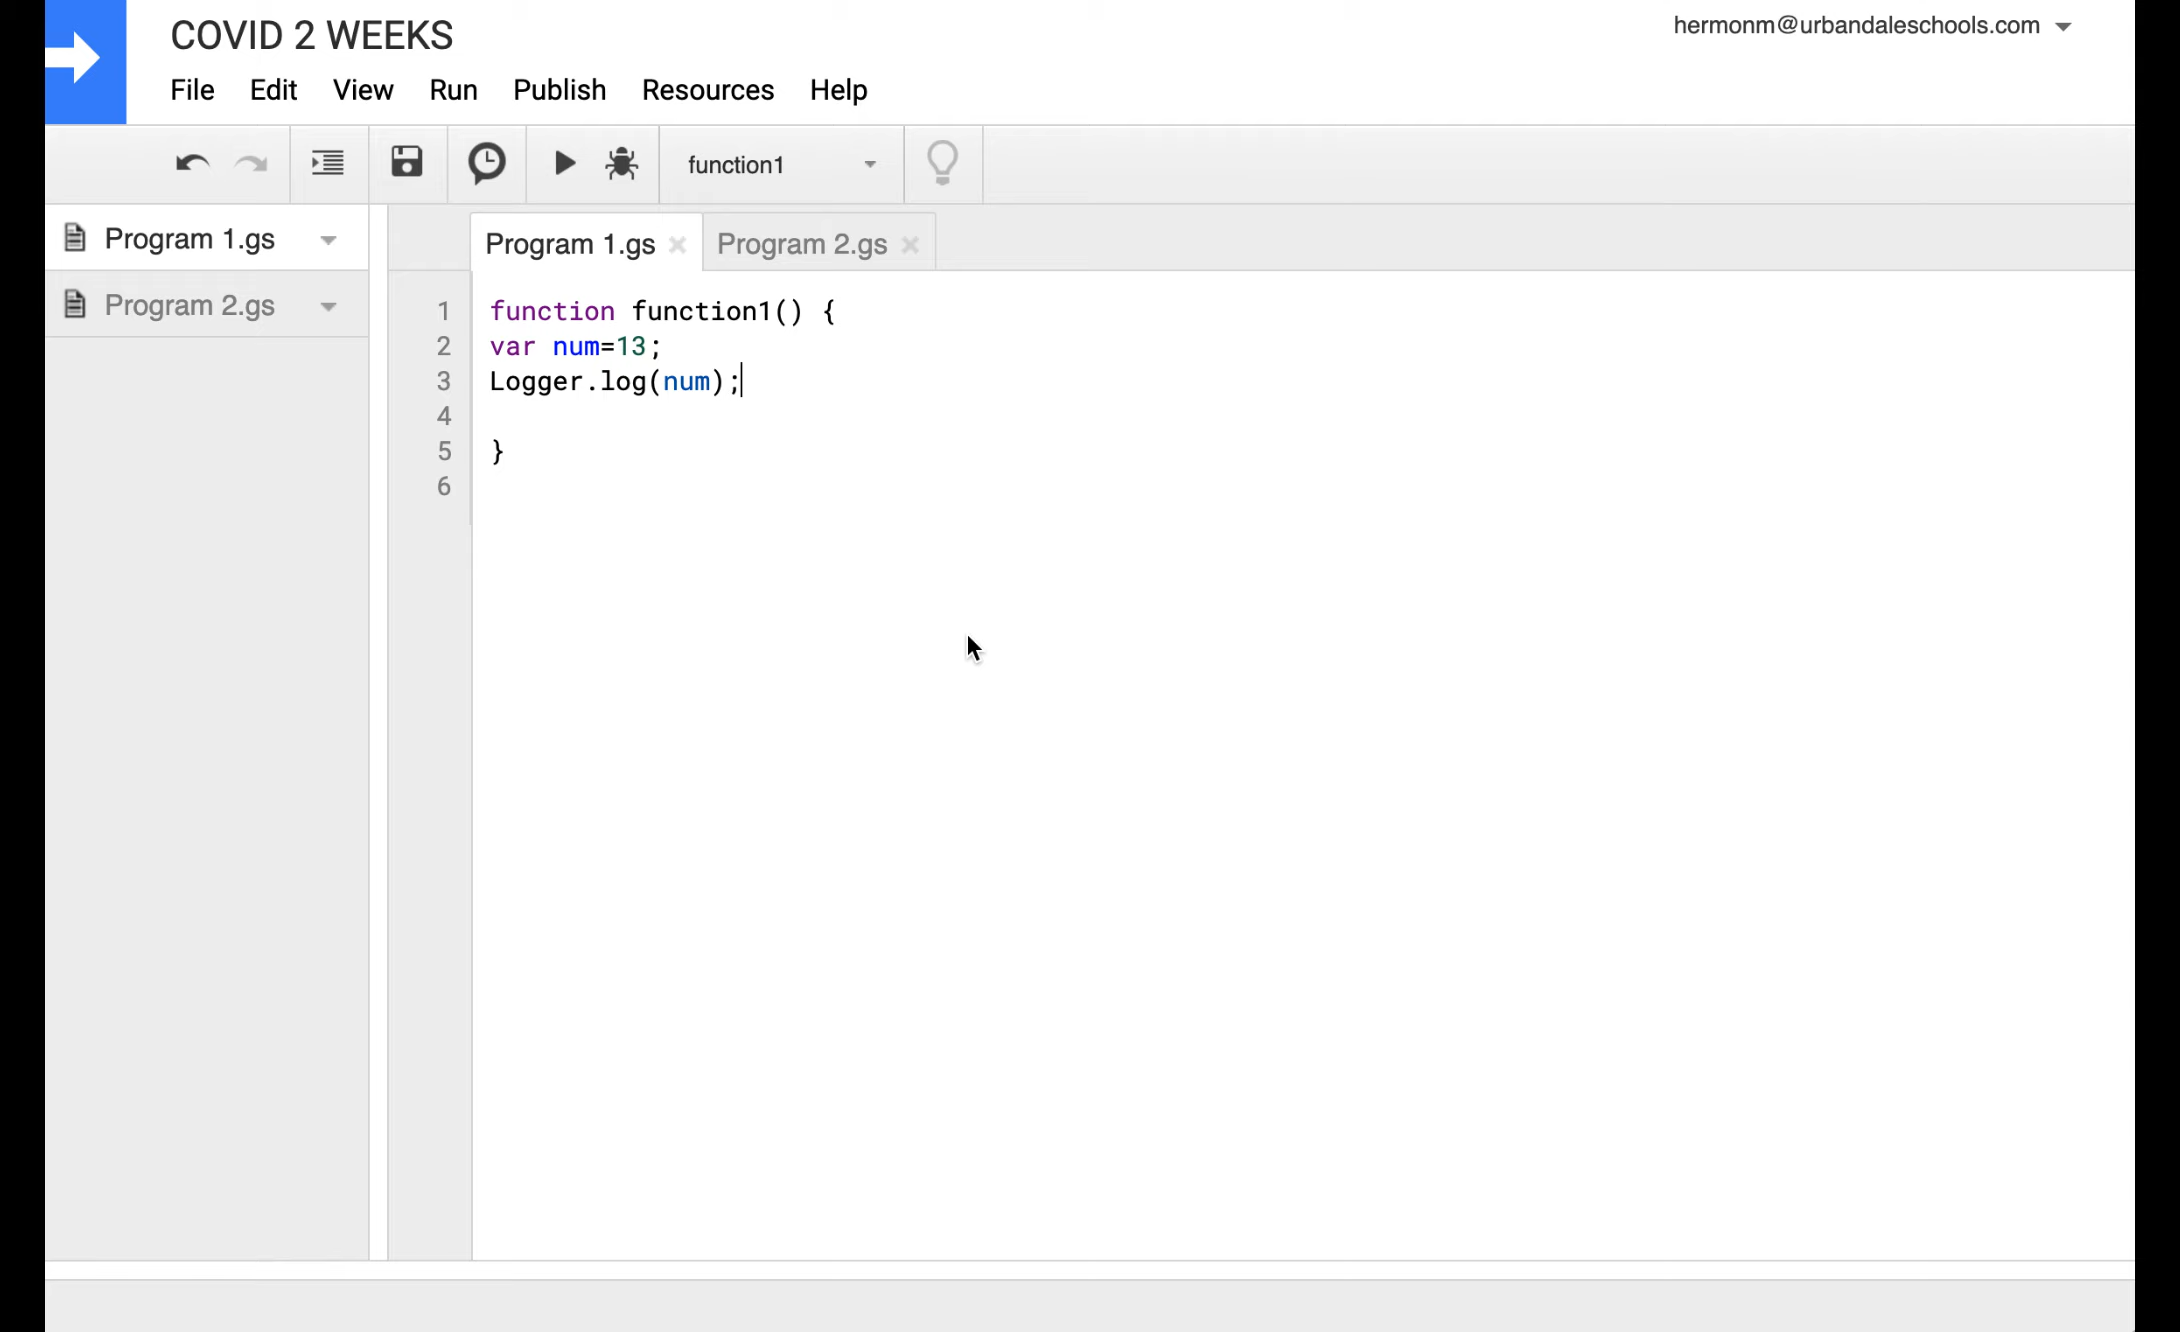 COVID 2 WEEKS
hermonm@urbandaleschools.com
File Edit View Run Publish Resources Help
function1
Program 1.gs
Program 2.gs
Program 1.gs Program 2.gs
1 function function1() {
2 var num=13;
3 Logger.log(num);
4
5 }
6